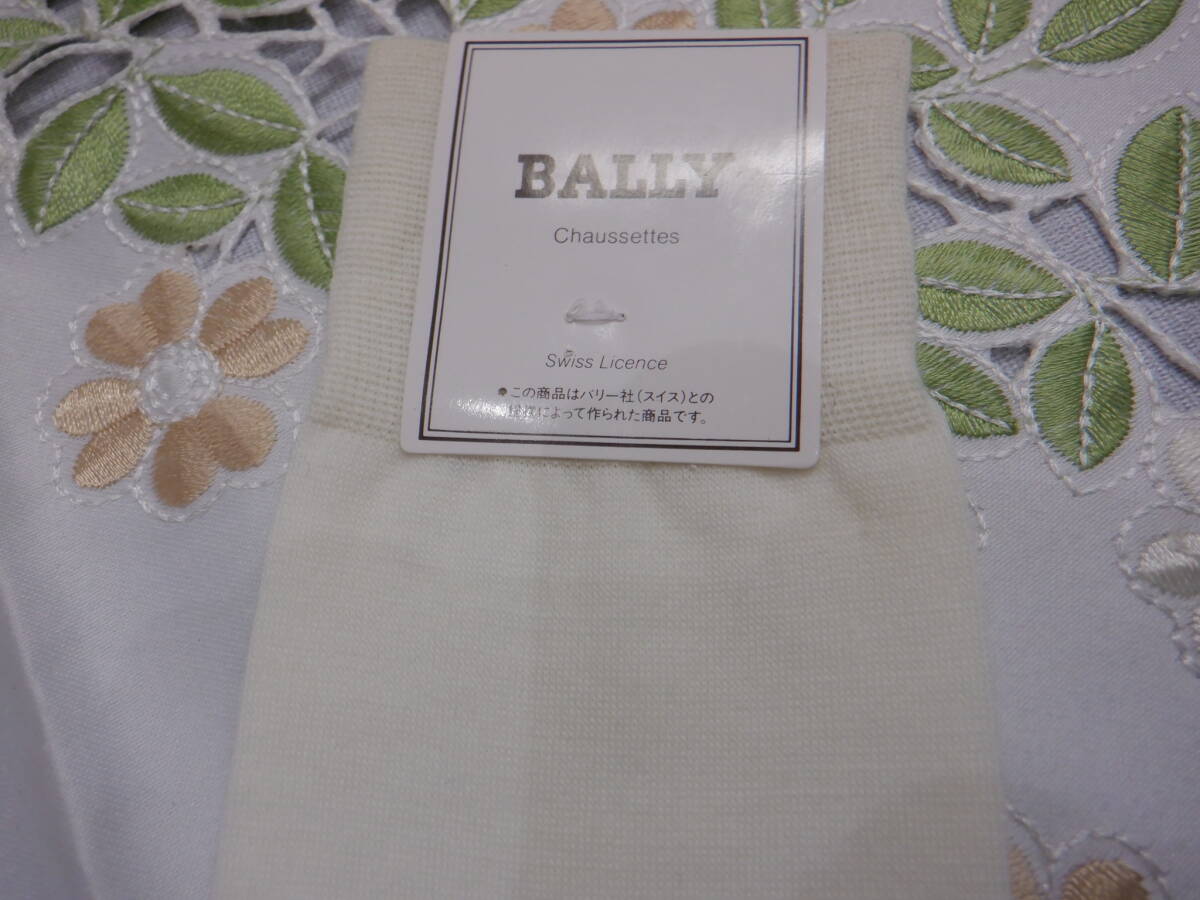 BALLY
Chaussettes
Swiss Licence
●この商品はバリー社(スイス)との
によって作られた商品です。